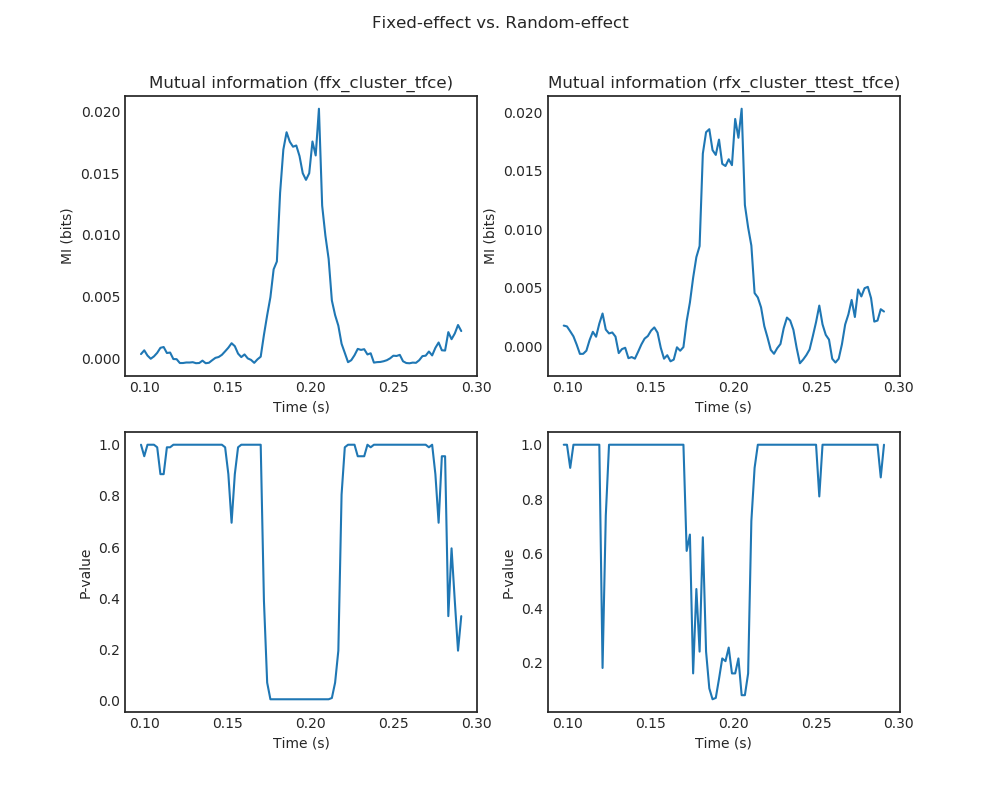 Fixed-effect vs. Random-effect
Mutual information (ffx_cluster_tfce)
0.020
0.015
0.010
0.005
0.000
MI (bits)
0.10 0.15 0.20 0.25 0.30
Time (s)
Mutual information (rfx_cluster_ttest_tfce)
0.020
0.015
0.010
0.005
0.000
MI (bits)
0.10 0.15 0.20 0.25 0.30
Time (s)
1.0
0.8
0.6
0.4
0.2
0.0
P-value
0.10 0.15 0.20 0.25 0.30
Time (s)
1.0
0.8
0.6
0.4
0.2
P-value
0.10 0.15 0.20 0.25 0.30
Time (s)